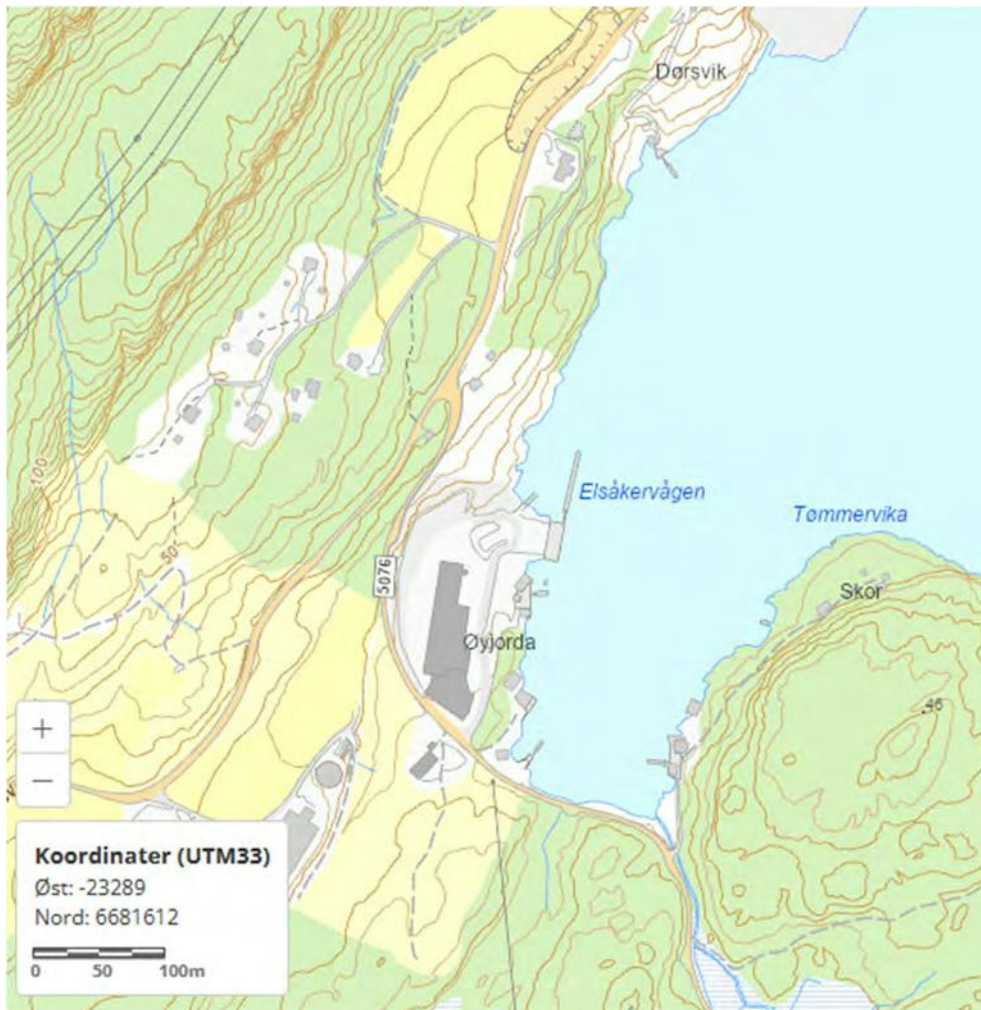 Dørsvik
100
50
Elsåkervågen
Tømmervika
5076
Skor
Øyjorda
46
+
−
Koordinater (UTM33)
Øst: -23289
Nord: 6681612
0 50 100m